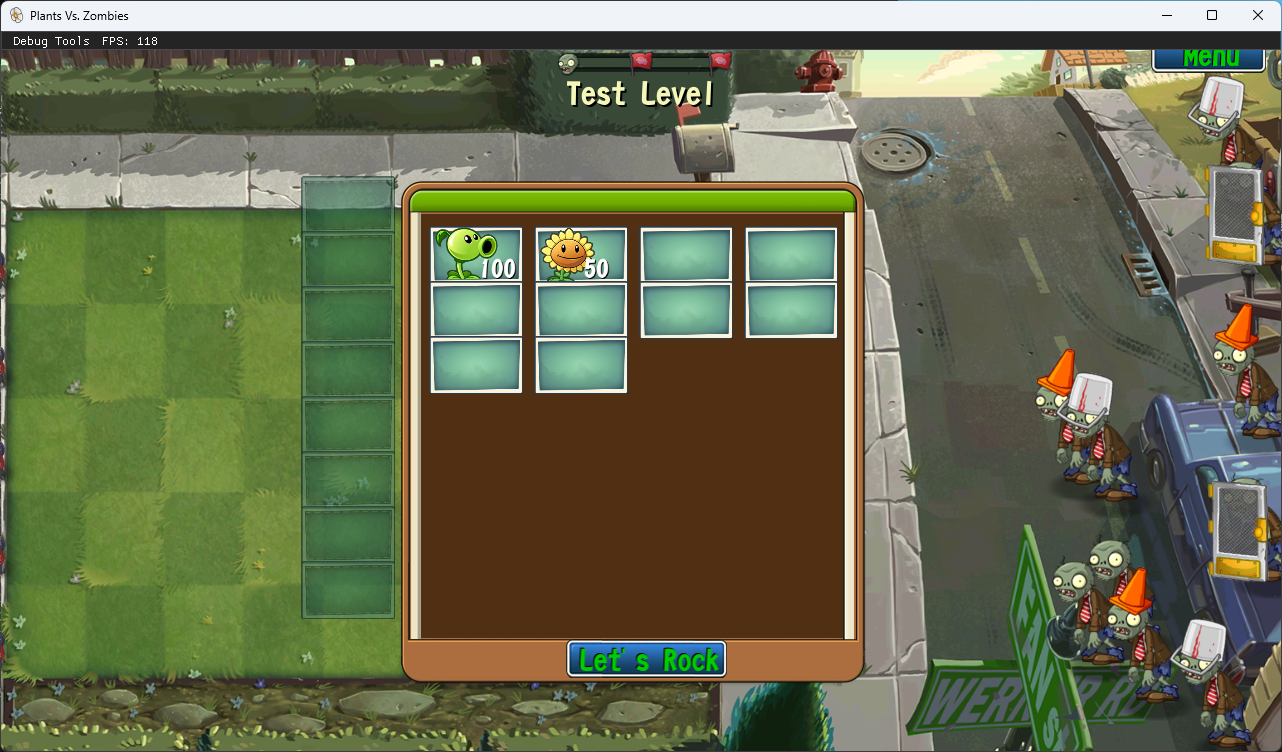 Plants Vs. Zombies
Debug Tools FPS: 118
Menu
Test Level
100
50
Let's Rock